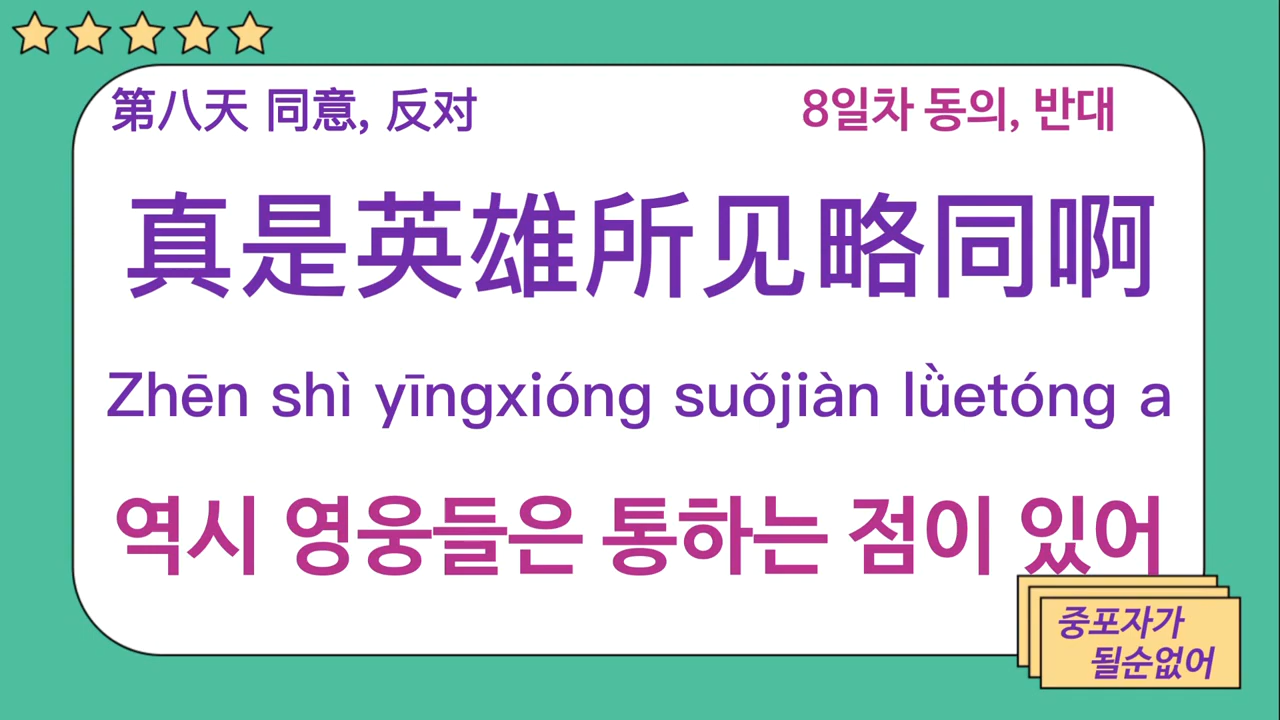 第八天 同意, 反对
8일차 동의, 반대
真是英雄所见略同啊
Zhēn shì yīngxióng suǒjiàn lǜetóng a
역시 영웅들은 통하는 점이 있어
중포자가
될순없어